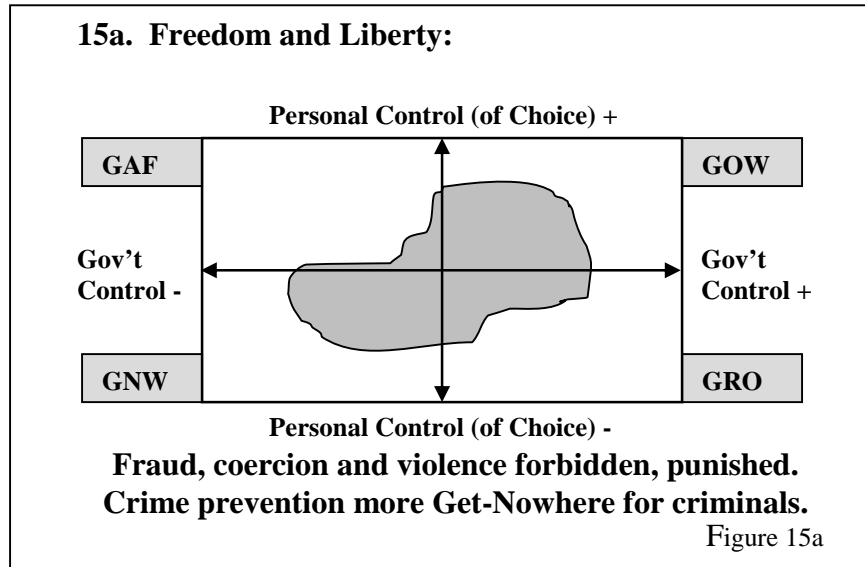 15a. Freedom and Liberty:
Personal Control (of Choice) +
GAF
GOW
Gov't
Control -
Gov't
Control +
GNW
GRO
Personal Control (of Choice) -
Fraud, coercion and violence forbidden, punished.
Crime prevention more Get-Nowhere for criminals.
Figure 15a